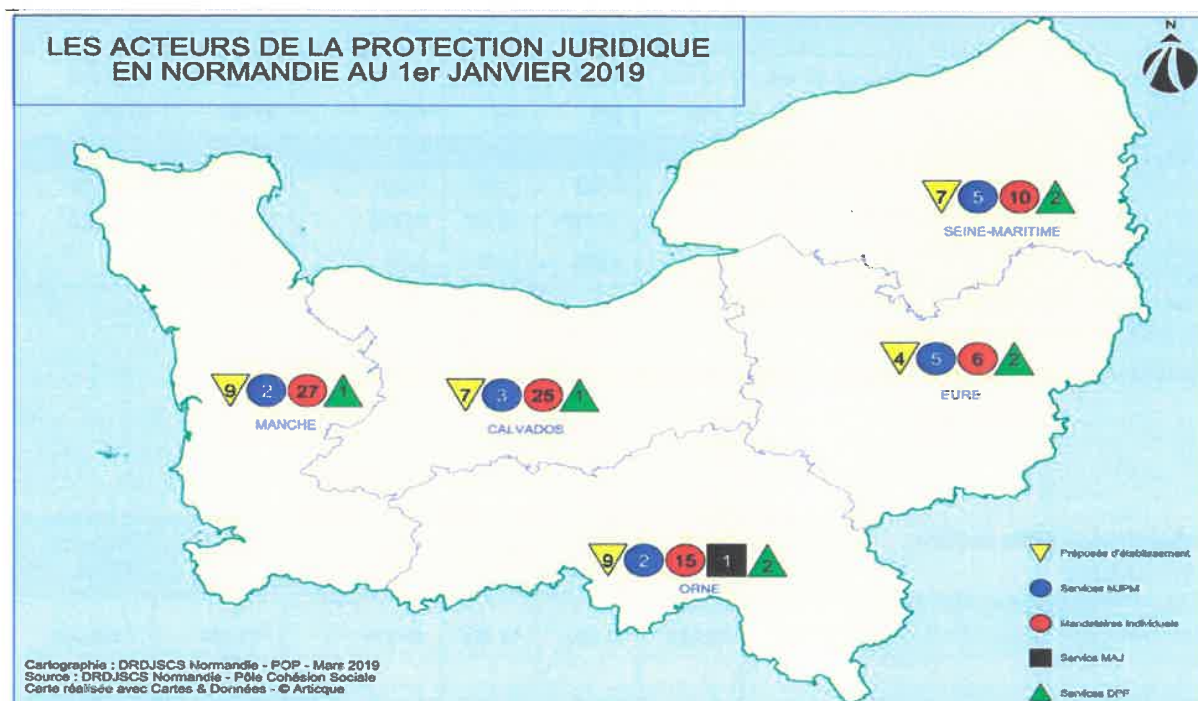 LES ACTEURS DE LA PROTECTION JURIDIQUE
EN NORMANDIE AU 1er JANVIER 2019
N
7 5 10 2
SEINE-MARITIME
4 5 6 2
EURE
9 2 27 1
MANCHE
7 3 25 1
CALVADOS
9 2 15 1 2
ORNE
Préposés d'établissement
Services MJPM
Mandataires Individuels
Service MAJ
Services DPF
Cartographie : DRDJSCS Normandie - POP - Mars 2019
Source : DRDJSCS Normandie - Pôle Cohésion Sociale
Carte réalisée avec Cartes & Données - © Articque